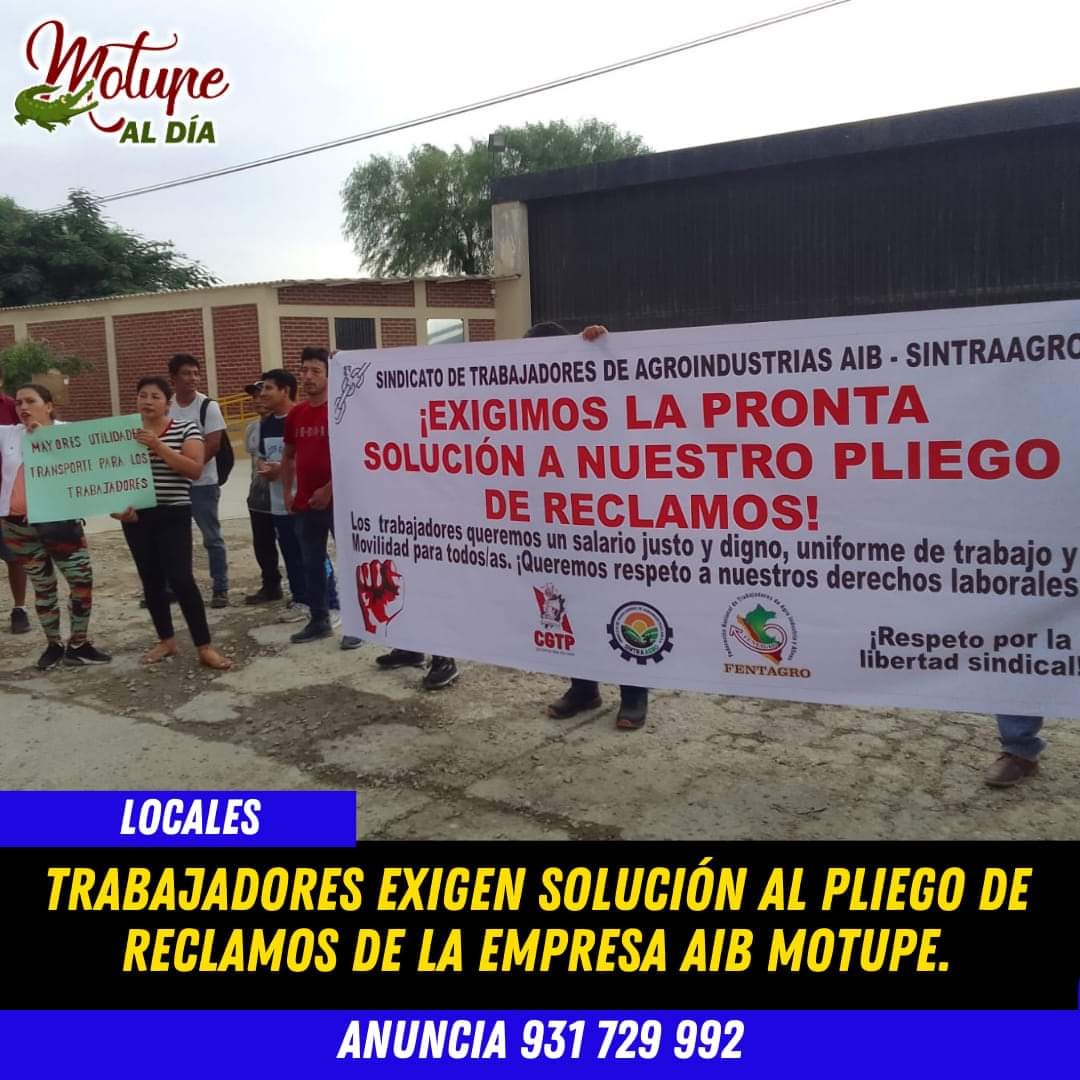 Motupe
AL DÍA
SINDICATO DE TRABAJADORES DE AGROINDUSTRIAS AIB - SINTRAAGRO
¡EXIGIMOS LA PRONTA
SOLUCIÓN A NUESTRO PLIEGO
DE RECLAMOS!
Los trabajadores queremos un salario justo y digno, uniforme de trabajo y
Movilidad para todos/as. ¡Queremos respeto a nuestros derechos laborales
CGTP
FENTAGRO
¡Respeto por la
libertad sindical!
MAYORES UTILIDADE
TRANSPORTE PARA LOS
TRABAJADORES
LOCALES
TRABAJADORES EXIGEN SOLUCIÓN AL PLIEGO DE
RECLAMOS DE LA EMPRESA AIB MOTUPE.
ANUNCIA 931 729 992